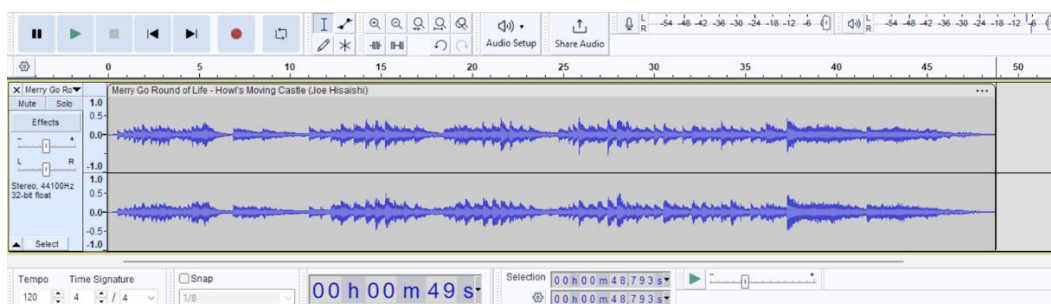 Audio Setup
Share Audio
L
R
-54 -48 -42 -36 -30 -24 -18 -12 -6
L
R
-54 -48 -42 -36 -30 -24 -18 -12 -6
0 5 10 15 20 25 30 35 40 45 50
Merry Go Ro
Merry Go Round of Life - Howl's Moving Castle (Joe Hisaishi)
...
Mute Solo
Effects
- +
L R
Stereo, 44100Hz
32-bit float
Select
1.0
0.5-
0.0-
-1.0
1.0
0.5-
0.0-
-0.5-
-1.0
Tempo
120
Time Signature
4 / 4
Snap
1/8
00 h 00 m 49 s
Selection
00 h 00 m 48.793 s
00 h 00 m 48.793 s
- +